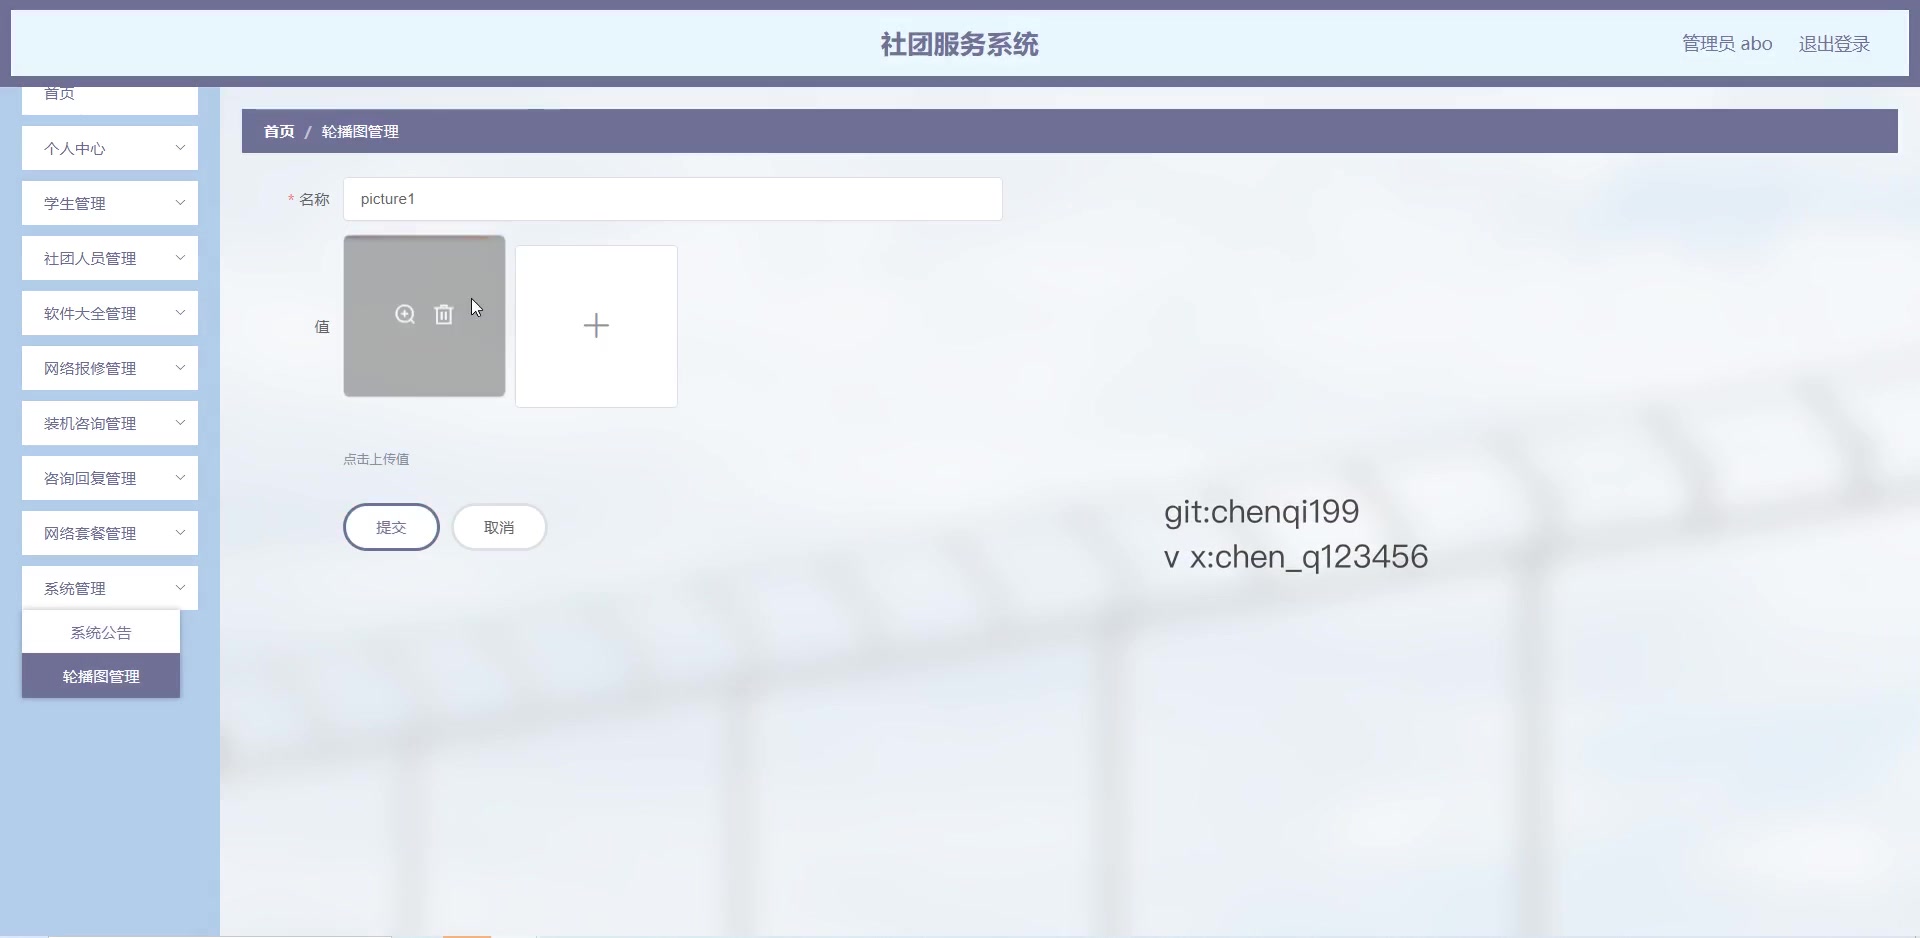 社团服务系统
管理员 abo
退出登录
首页
个人中心
学生管理
社团人员管理
软件大全管理
网络报修管理
装机咨询管理
咨询回复管理
网络套餐管理
系统管理
系统公告
轮播图管理
首页 / 轮播图管理
* 名称
picture1
值
点击上传值
提交
取消
git:chenqi199
v x:chen_q123456